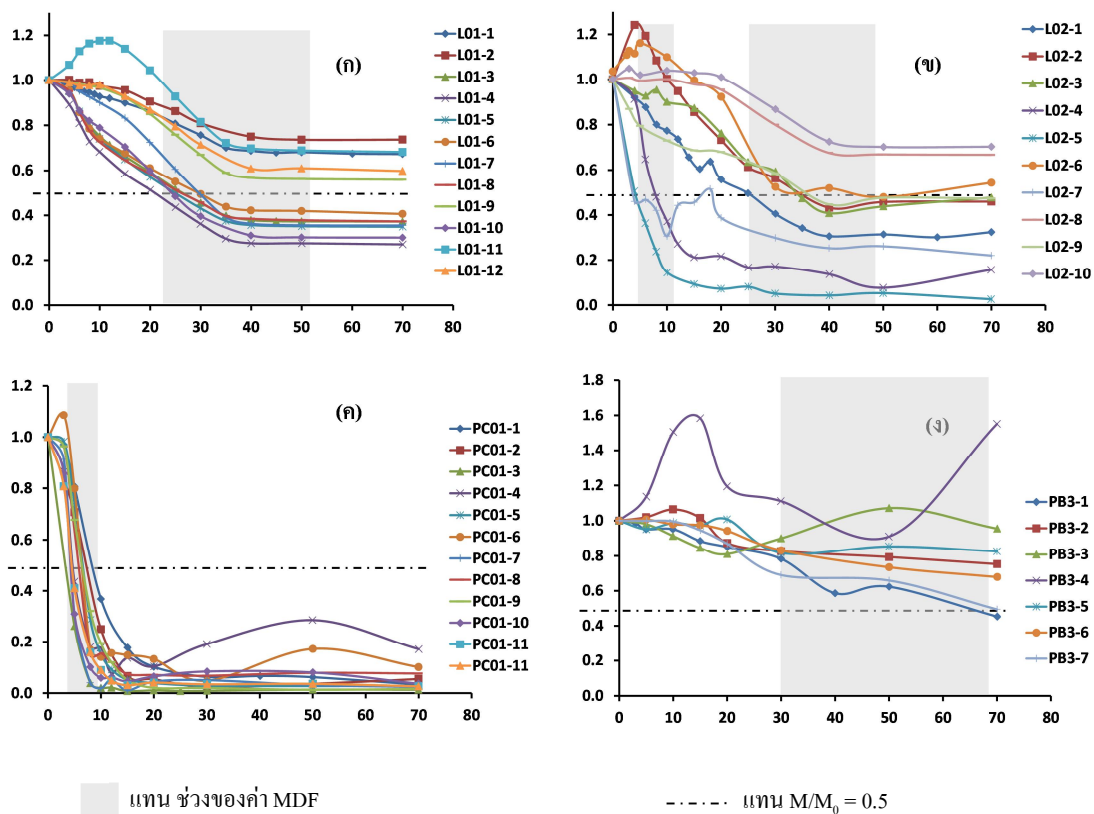 (ก)
1.2
1.0
0.8
0.6
0.4
0.2
0.0
0 10 20 30 40 50 60 70 80
L01-1
L01-2
L01-3
L01-4
L01-5
L01-6
L01-7
L01-8
L01-9
L01-10
L01-11
L01-12
(ข)
1.2
1.0
0.8
0.6
0.4
0.2
0.0
0 10 20 30 40 50 60 70 80
L02-1
L02-2
L02-3
L02-4
L02-5
L02-6
L02-7
L02-8
L02-9
L02-10
(ค)
1.2
1.0
0.8
0.6
0.4
0.2
0.0
0 10 20 30 40 50 60 70 80
PC01-1
PC01-2
PC01-3
PC01-4
PC01-5
PC01-6
PC01-7
PC01-8
PC01-9
PC01-10
PC01-11
PC01-11
(ง)
1.8
1.6
1.4
1.2
1.0
0.8
0.6
0.4
0.2
0.0
0 10 20 30 40 50 60 70 80
PB3-1
PB3-2
PB3-3
PB3-4
PB3-5
PB3-6
PB3-7
แทน ช่วงของค่า MDF
แทน M/M₀ = 0.5